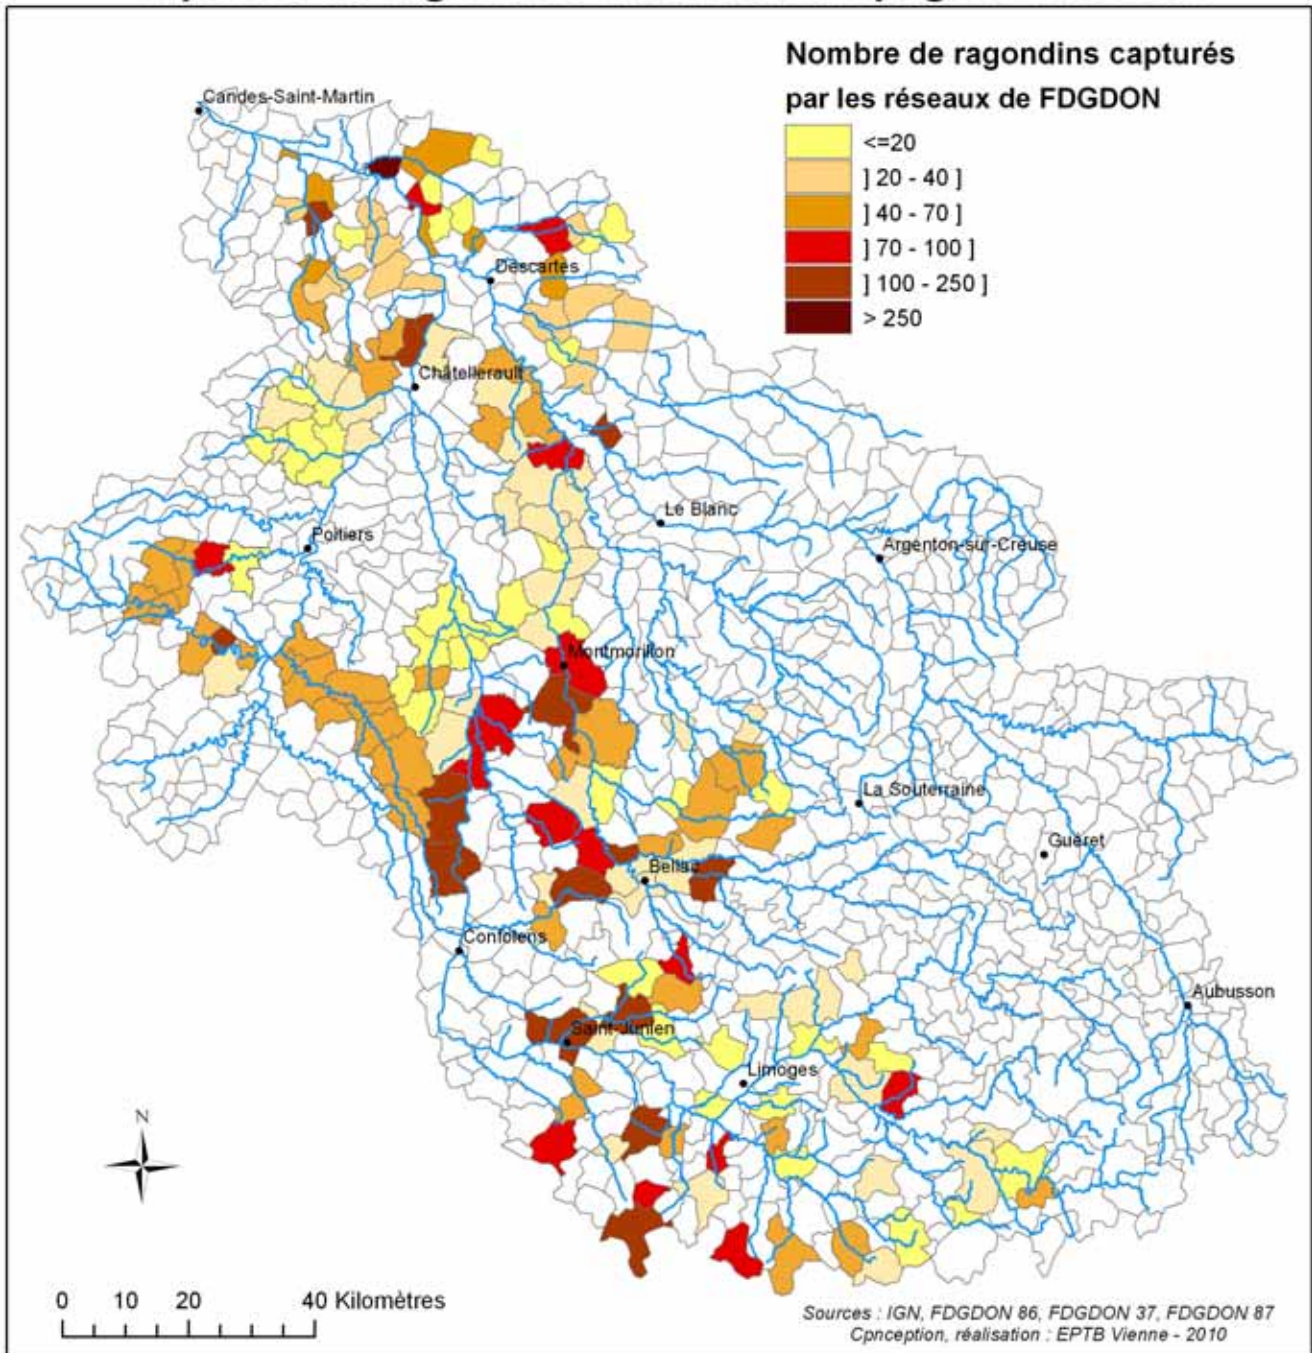 Nombre de ragondins capturés
par les réseaux de FDGDON
<=20
] 20 - 40 ]
] 40 - 70 ]
] 70 - 100 ]
] 100 - 250 ]
> 250
Candes-Saint-Martin
Descartes
Châtellerault
Le Blanc
Poitiers
Argenton-sur-Creuse
Montmorillon
La Souterraine
Guéret
Bellac
Confolens
Aubusson
Saint-Junien
Limoges
N
0 10 20 40 Kilomètres
Sources : IGN, FDGDON 86, FDGDON 37, FDGDON 87
Cpnception, réalisation : EPTB Vienne - 2010